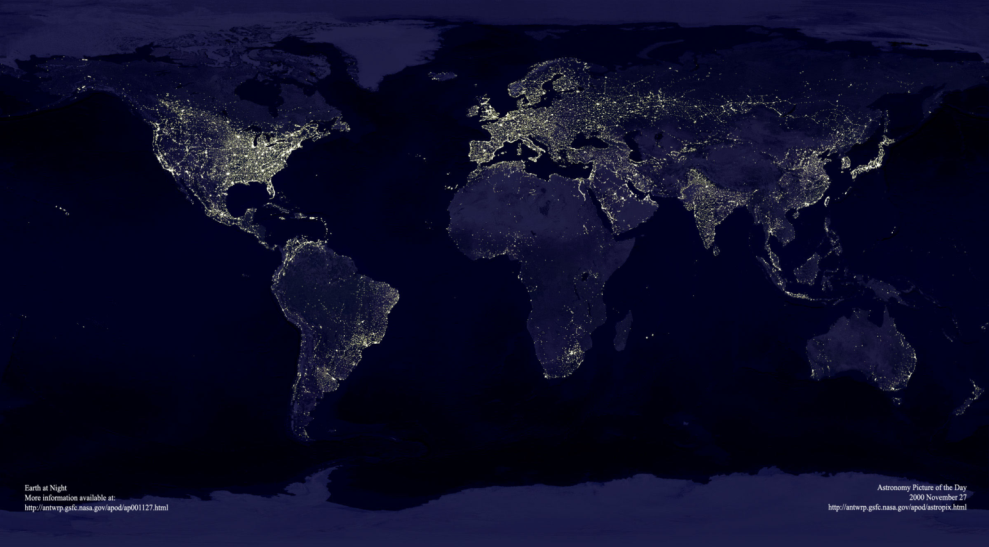 Earth at Night
More information available at:
http://antwrp.gsfc.nasa.gov/apod/ap001127.html
Astronomy Picture of the Day
2000 November 27
http://antwrp.gsfc.nasa.gov/apod/astropix.html